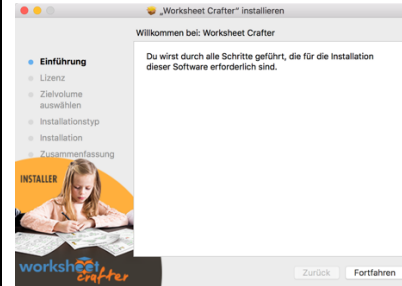 „Worksheet Crafter“ installieren
Willkommen bei: Worksheet Crafter
Einführung
Lizenz
Zielvolume
auswählen
Installationstyp
Installation
Zusammenfassung
Du wirst durch alle Schritte geführt, die für die Installation
dieser Software erforderlich sind.
INSTALLER
worksheet
crafter
Zurück
Fortfahren